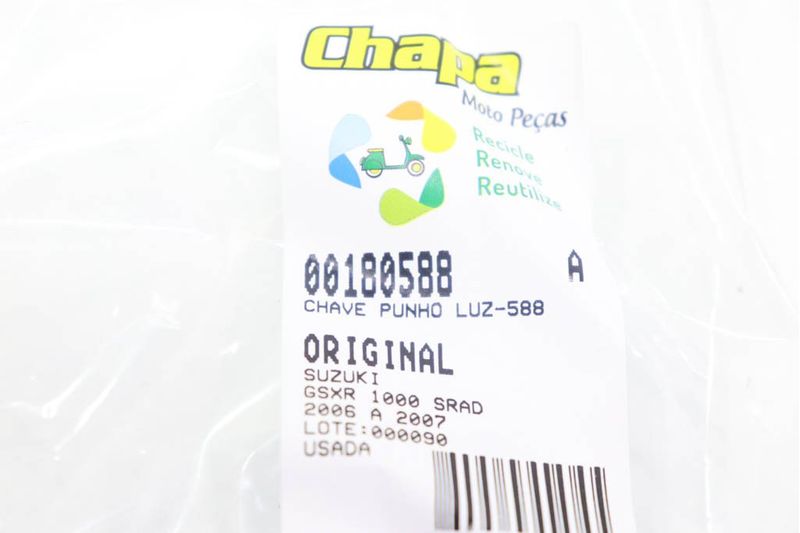 Chapa
Moto Peças
Recicle
Renove
Reutilize
00180588 A
CHAVE PUNHO LUZ-588
ORIGINAL
SUZUKI
GSXR 1000 SRAD
2006 A 2007
LOTE:000090
USADA